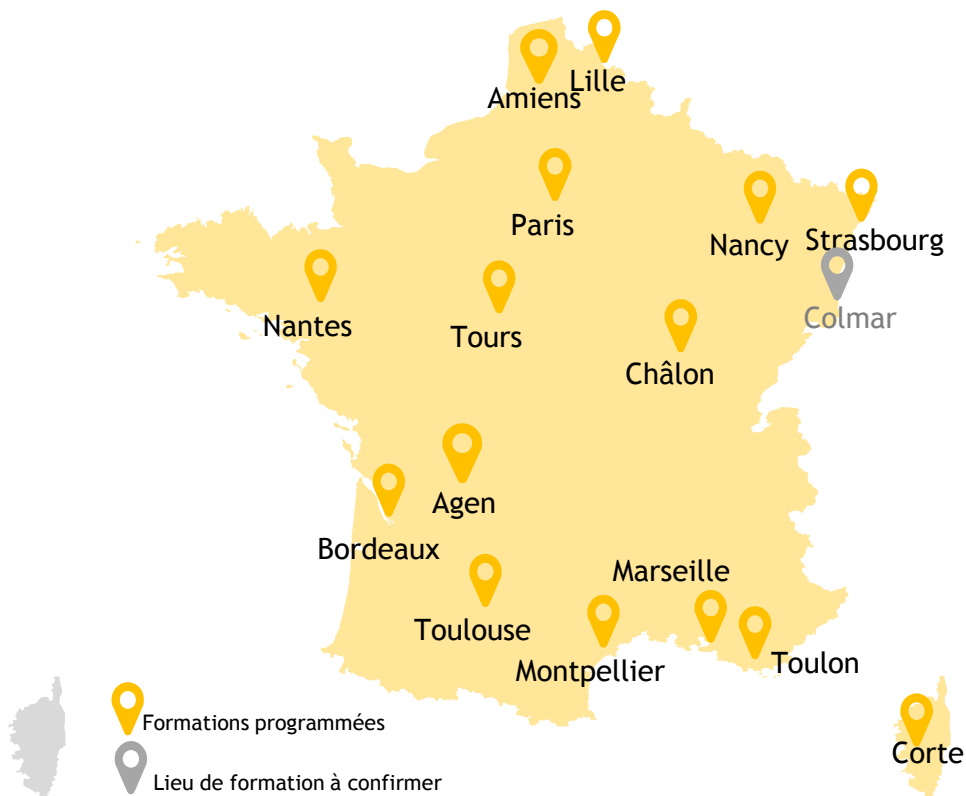 Lille
Amiens
Paris
Nancy
Strasbourg
Colmar
Nantes
Tours
Châlon
Agen
Bordeaux
Marseille
Toulouse
Montpellier
Toulon
Formations programmées
Corte
Lieu de formation à confirmer